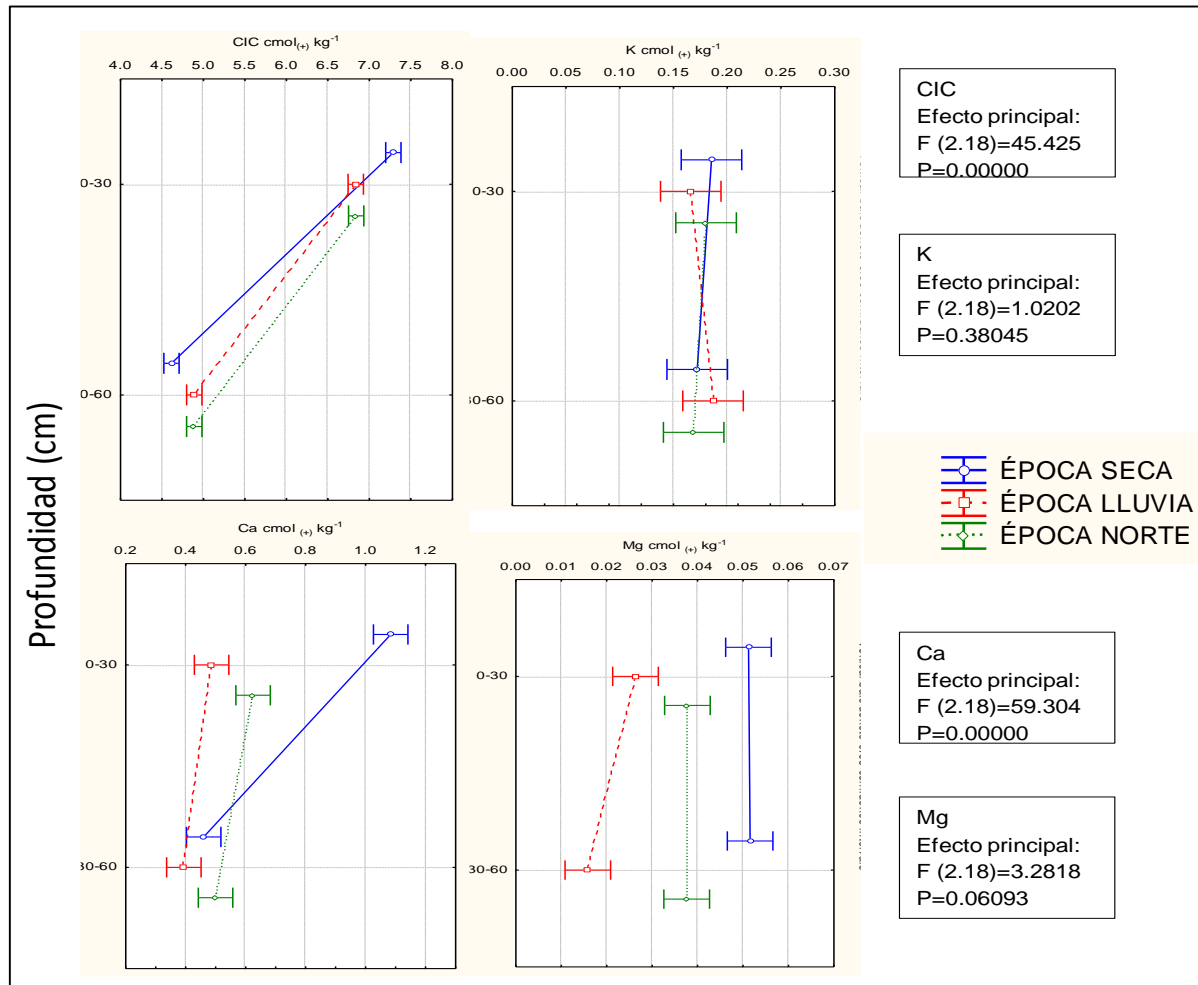 CIC cmol(+) kg-1
4.0 4.5 5.0 5.5 6.0 6.5 7.0 7.5 8.0
0-30
0-60
K cmol (+) kg-1
0.00 0.05 0.10 0.15 0.20 0.25 0.30
0-30
30-60
CIC
Efecto principal:
F (2.18)=45.425
P=0.00000
K
Efecto principal:
F (2.18)=1.0202
P=0.38045
Profundidad (cm)
ÉPOCA SECA
ÉPOCA LLUVIA
ÉPOCA NORTE
Ca cmol (+) kg-1
0.2 0.4 0.6 0.8 1.0 1.2
0-30
30-60
Mg cmol (+) kg-1
0.00 0.01 0.02 0.03 0.04 0.05 0.06 0.07
0-30
30-60
Ca
Efecto principal:
F (2.18)=59.304
P=0.00000
Mg
Efecto principal:
F (2.18)=3.2818
P=0.06093